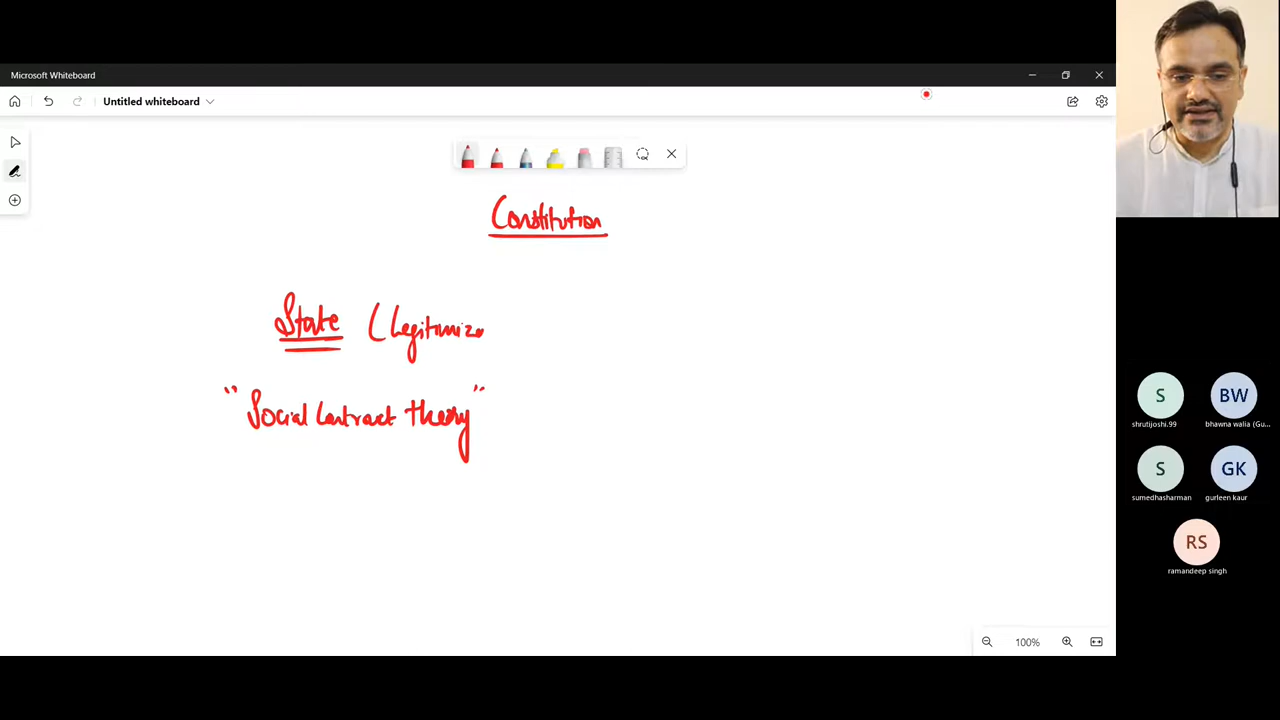 Microsoft Whiteboard
Untitled whiteboard
Constitution
State (Legitimize
"Social Contract theory"
S
BW
shrutijoshi.99
bhawna walia (Gu...
S
GK
sumedhasharman
gurleen kaur
RS
ramandeep singh
100%